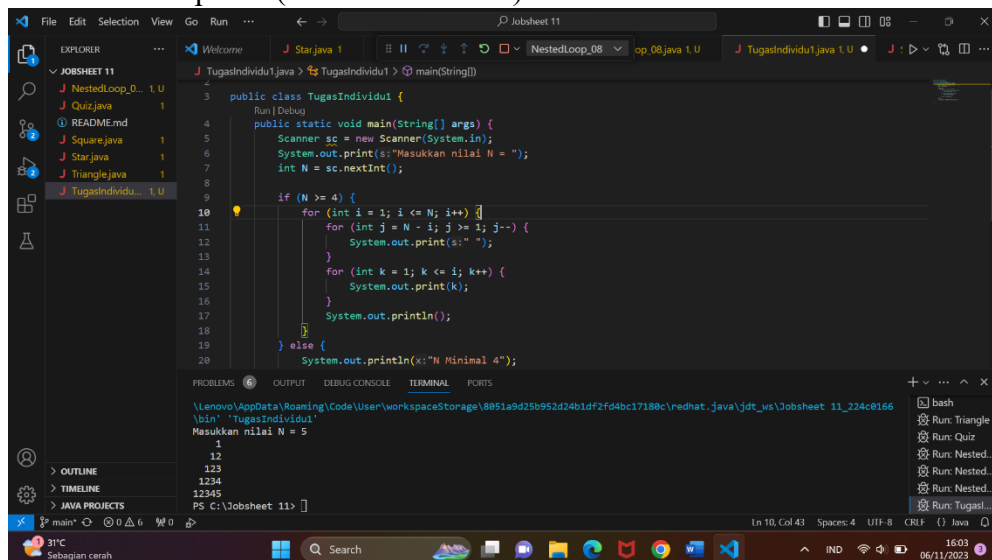 File Edit Selection View Go Run ··· Jobsheet 11
EXPLORER ···
Welcome J Star.java 1 NestedLoop_08 op_08.java 1, U J TugasIndividu1.java 1, U
JOBSHEET 11
J TugasIndividu1.java > TugasIndividu1 > main(String[])
J NestedLoop_0... 1, U
J Quiz.java 1
README.md
J Square.java 1
J Star.java 1
J Triangle.java 1
J TugasIndividu... 1, U
2
3 public class TugasIndividu1 {
Run | Debug
4 public static void main(String[] args) {
5 Scanner sc = new Scanner(System.in);
6 System.out.print(s:"Masukkan nilai N = ");
7 int N = sc.nextInt();
8
9 if (N >= 4) {
10 for (int i = 1; i <= N; i++) {
11 for (int j = N - i; j >= 1; j--) {
12 System.out.print(s:" ");
13 }
14 for (int k = 1; k <= i; k++) {
15 System.out.print(k);
16 }
17 System.out.println();
18 }
19 } else {
20 System.out.println(x:"N Minimal 4");
PROBLEMS 6 OUTPUT DEBUG CONSOLE TERMINAL PORTS
\Lenovo\AppData\Roaming\Code\User\workspaceStorage\8051a9d25b952d24b1df2fd4bc17180c\redhat.java\jdt_ws\Jobsheet 11_224c0166
\bin' 'TugasIndividu1'
Masukkan nilai N = 5
1
12
123
1234
12345
PS C:\Jobsheet 11>
bash
Run: Triangle
Run: Quiz
Run: Nested...
Run: Nested...
Run: Nested...
Run: TugasI...
OUTLINE
TIMELINE
JAVA PROJECTS
main* 0 6 0 Ln 10, Col 43 Spaces: 4 UTF-8 CRLF {} Java
1 31°C
Sebagian cerah
Search
IND
16:03
06/11/2023
3